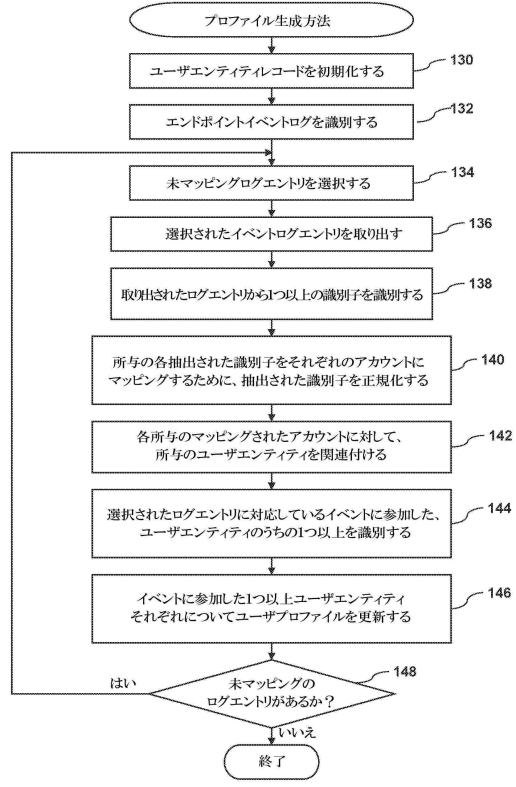 プロファイル生成方法
ユーザエンティティレコードを初期化する
130
エンドポイントイベントログを識別する
132
未マッピングログエントリを選択する
134
選択されたイベントログエントリを取り出す
136
取り出されたログエントリから1つ以上の識別子を識別する
138
所与の各抽出された識別子をそれぞれのアカウントに
マッピングするために、抽出された識別子を正規化する
140
各所与のマッピングされたアカウントに対して、
所与のユーザエンティティを関連付ける
142
選択されたログエントリに対応しているイベントに参加した、
ユーザエンティティのうちの1つ以上を識別する
144
イベントに参加した1つ以上ユーザエンティティ
それぞれについてユーザプロファイルを更新する
146
はい
未マッピングの
ログエントリがあるか？
148
いいえ
終了